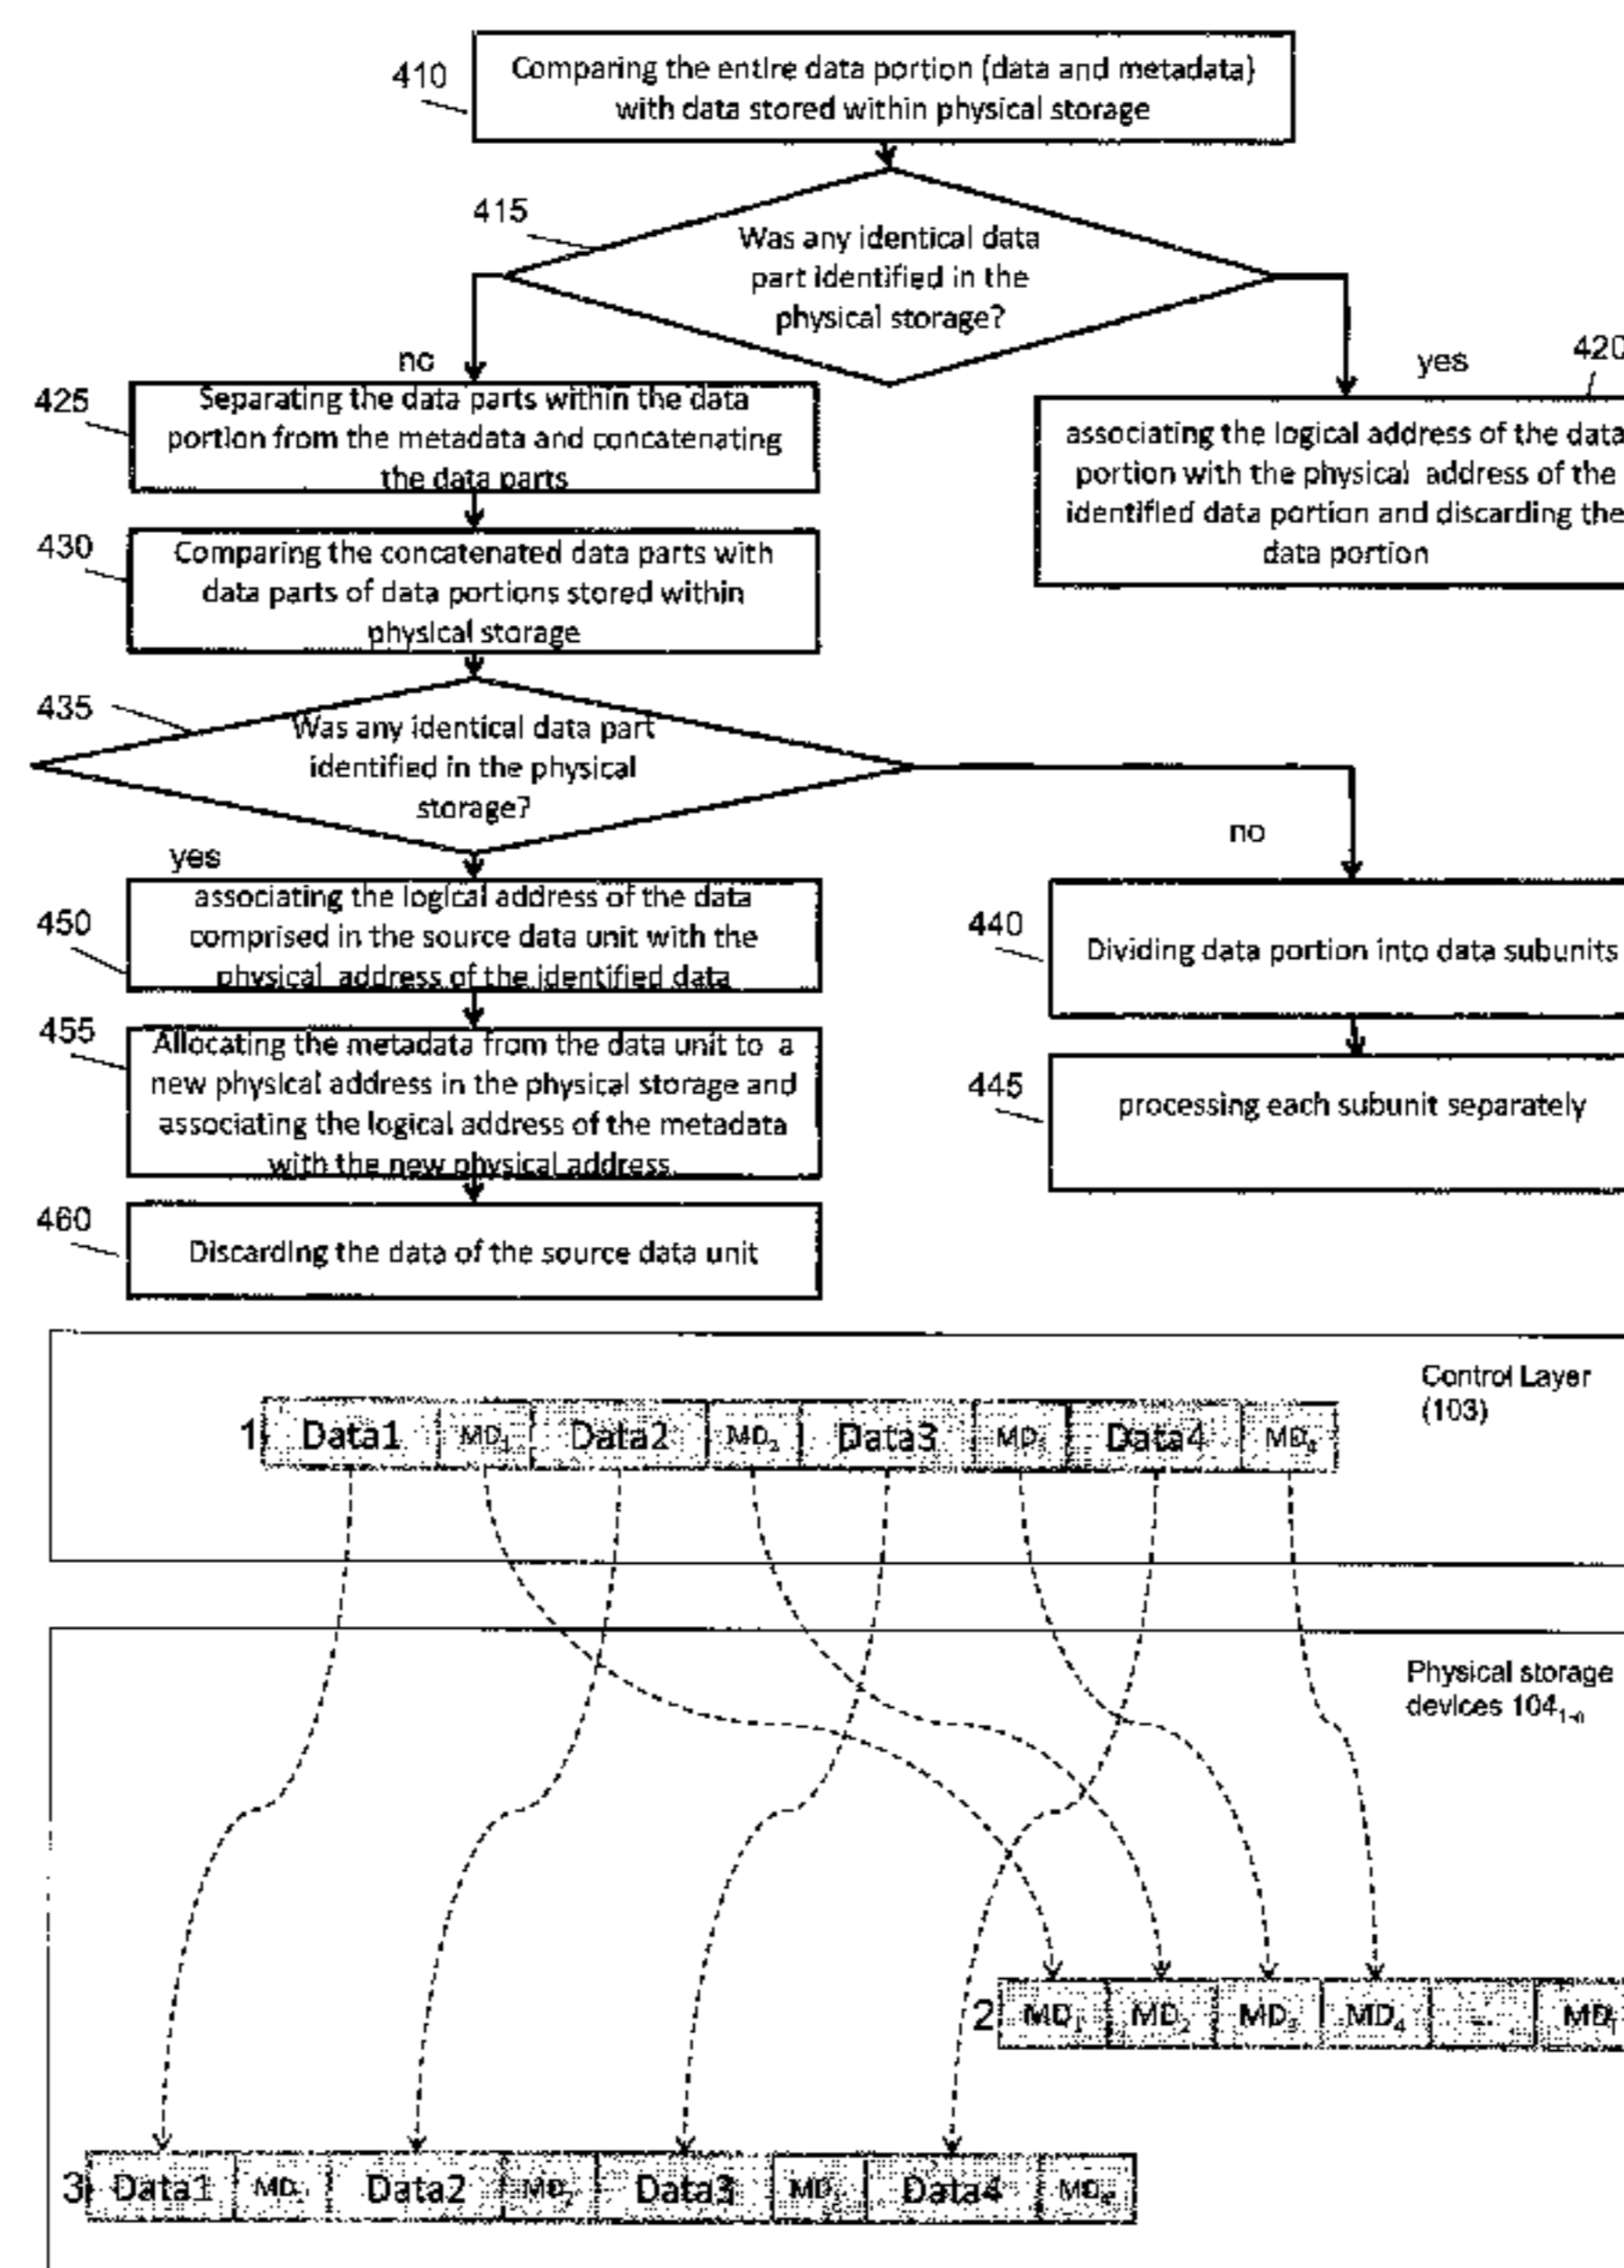 410
Comparing the entire data portion (data and metadata)
with data stored within physical storage
415
Was any identical data
part identified in the
physical storage?
no
yes
420
425
Separating the data parts within the data
portion from the metadata and concatenating
the data parts
associating the logical address of the data
portion with the physical address of the
identified data portion and discarding the
data portion
430
Comparing the concatenated data parts with
data parts of data portions stored within
physical storage
435
Was any identical data part
identified in the physical
storage?
yes
no
450
associating the logical address of the data
comprised in the source data unit with the
physical address of the identified data
440
Dividing data portion into data subunits
455
Allocating the metadata from the data unit to a
new physical address in the physical storage and
associating the logical address of the metadata
with the new physical address.
445
processing each subunit separately
460
Discarding the data of the source data unit
Control Layer
(103)
1 Data1 MD1 Data2 MD2 Data3 MD Data4 MD4
Physical storage
devices 104
2 MD1 MD2 MD3 MD4 MD
3 Data1 MD Data2 MD2 Data3 MD Data4 MD